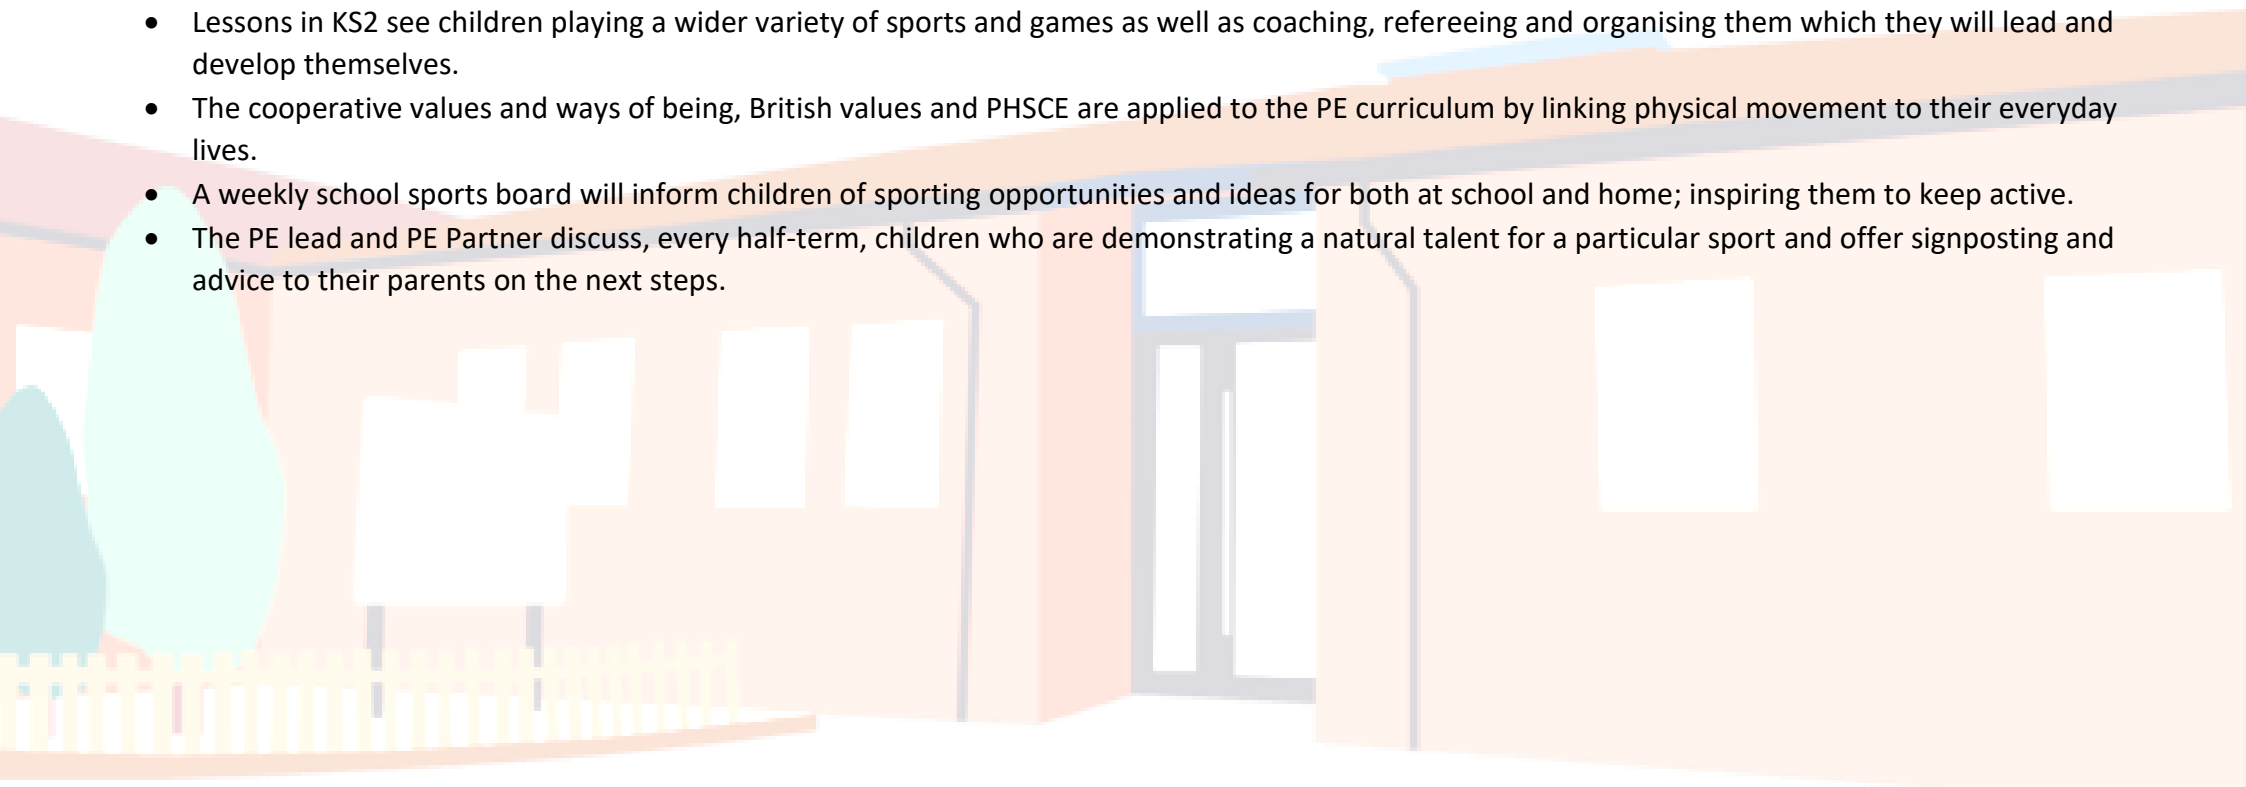 • Lessons in KS2 see children playing a wider variety of sports and games as well as coaching, refereeing and organising them which they will lead and
develop themselves.
• The cooperative values and ways of being, British values and PHSCE are applied to the PE curriculum by linking physical movement to their everyday
lives.
• A weekly school sports board will inform children of sporting opportunities and ideas for both at school and home; inspiring them to keep active.
• The PE lead and PE Partner discuss, every half-term, children who are demonstrating a natural talent for a particular sport and offer signposting and
advice to their parents on the next steps.